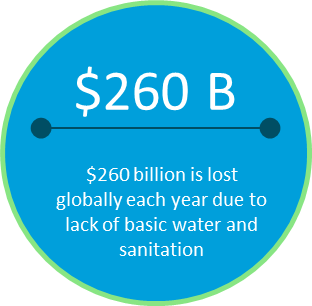 $260 B
$260 billion is lost
globally each year due to
lack of basic water and
sanitation